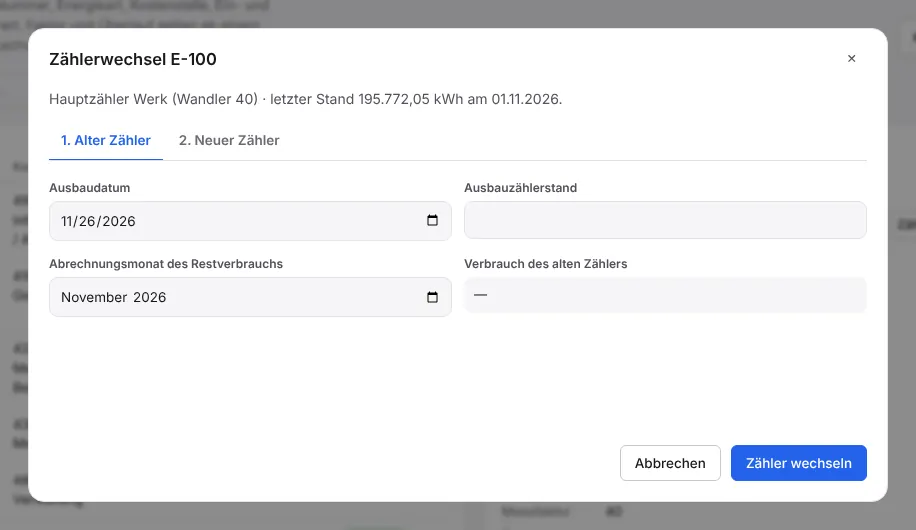 Zählerwechsel E-100
×
Hauptzähler Werk (Wandler 40) · letzter Stand 195.772,05 kWh am 01.11.2026.
1. Alter Zähler 2. Neuer Zähler
Ausbaudatum Ausbauzählerstand
11/26/2026
Abrechnungsmonat des Restverbrauchs Verbrauch des alten Zählers
November 2026 —
Abbrechen Zähler wechseln